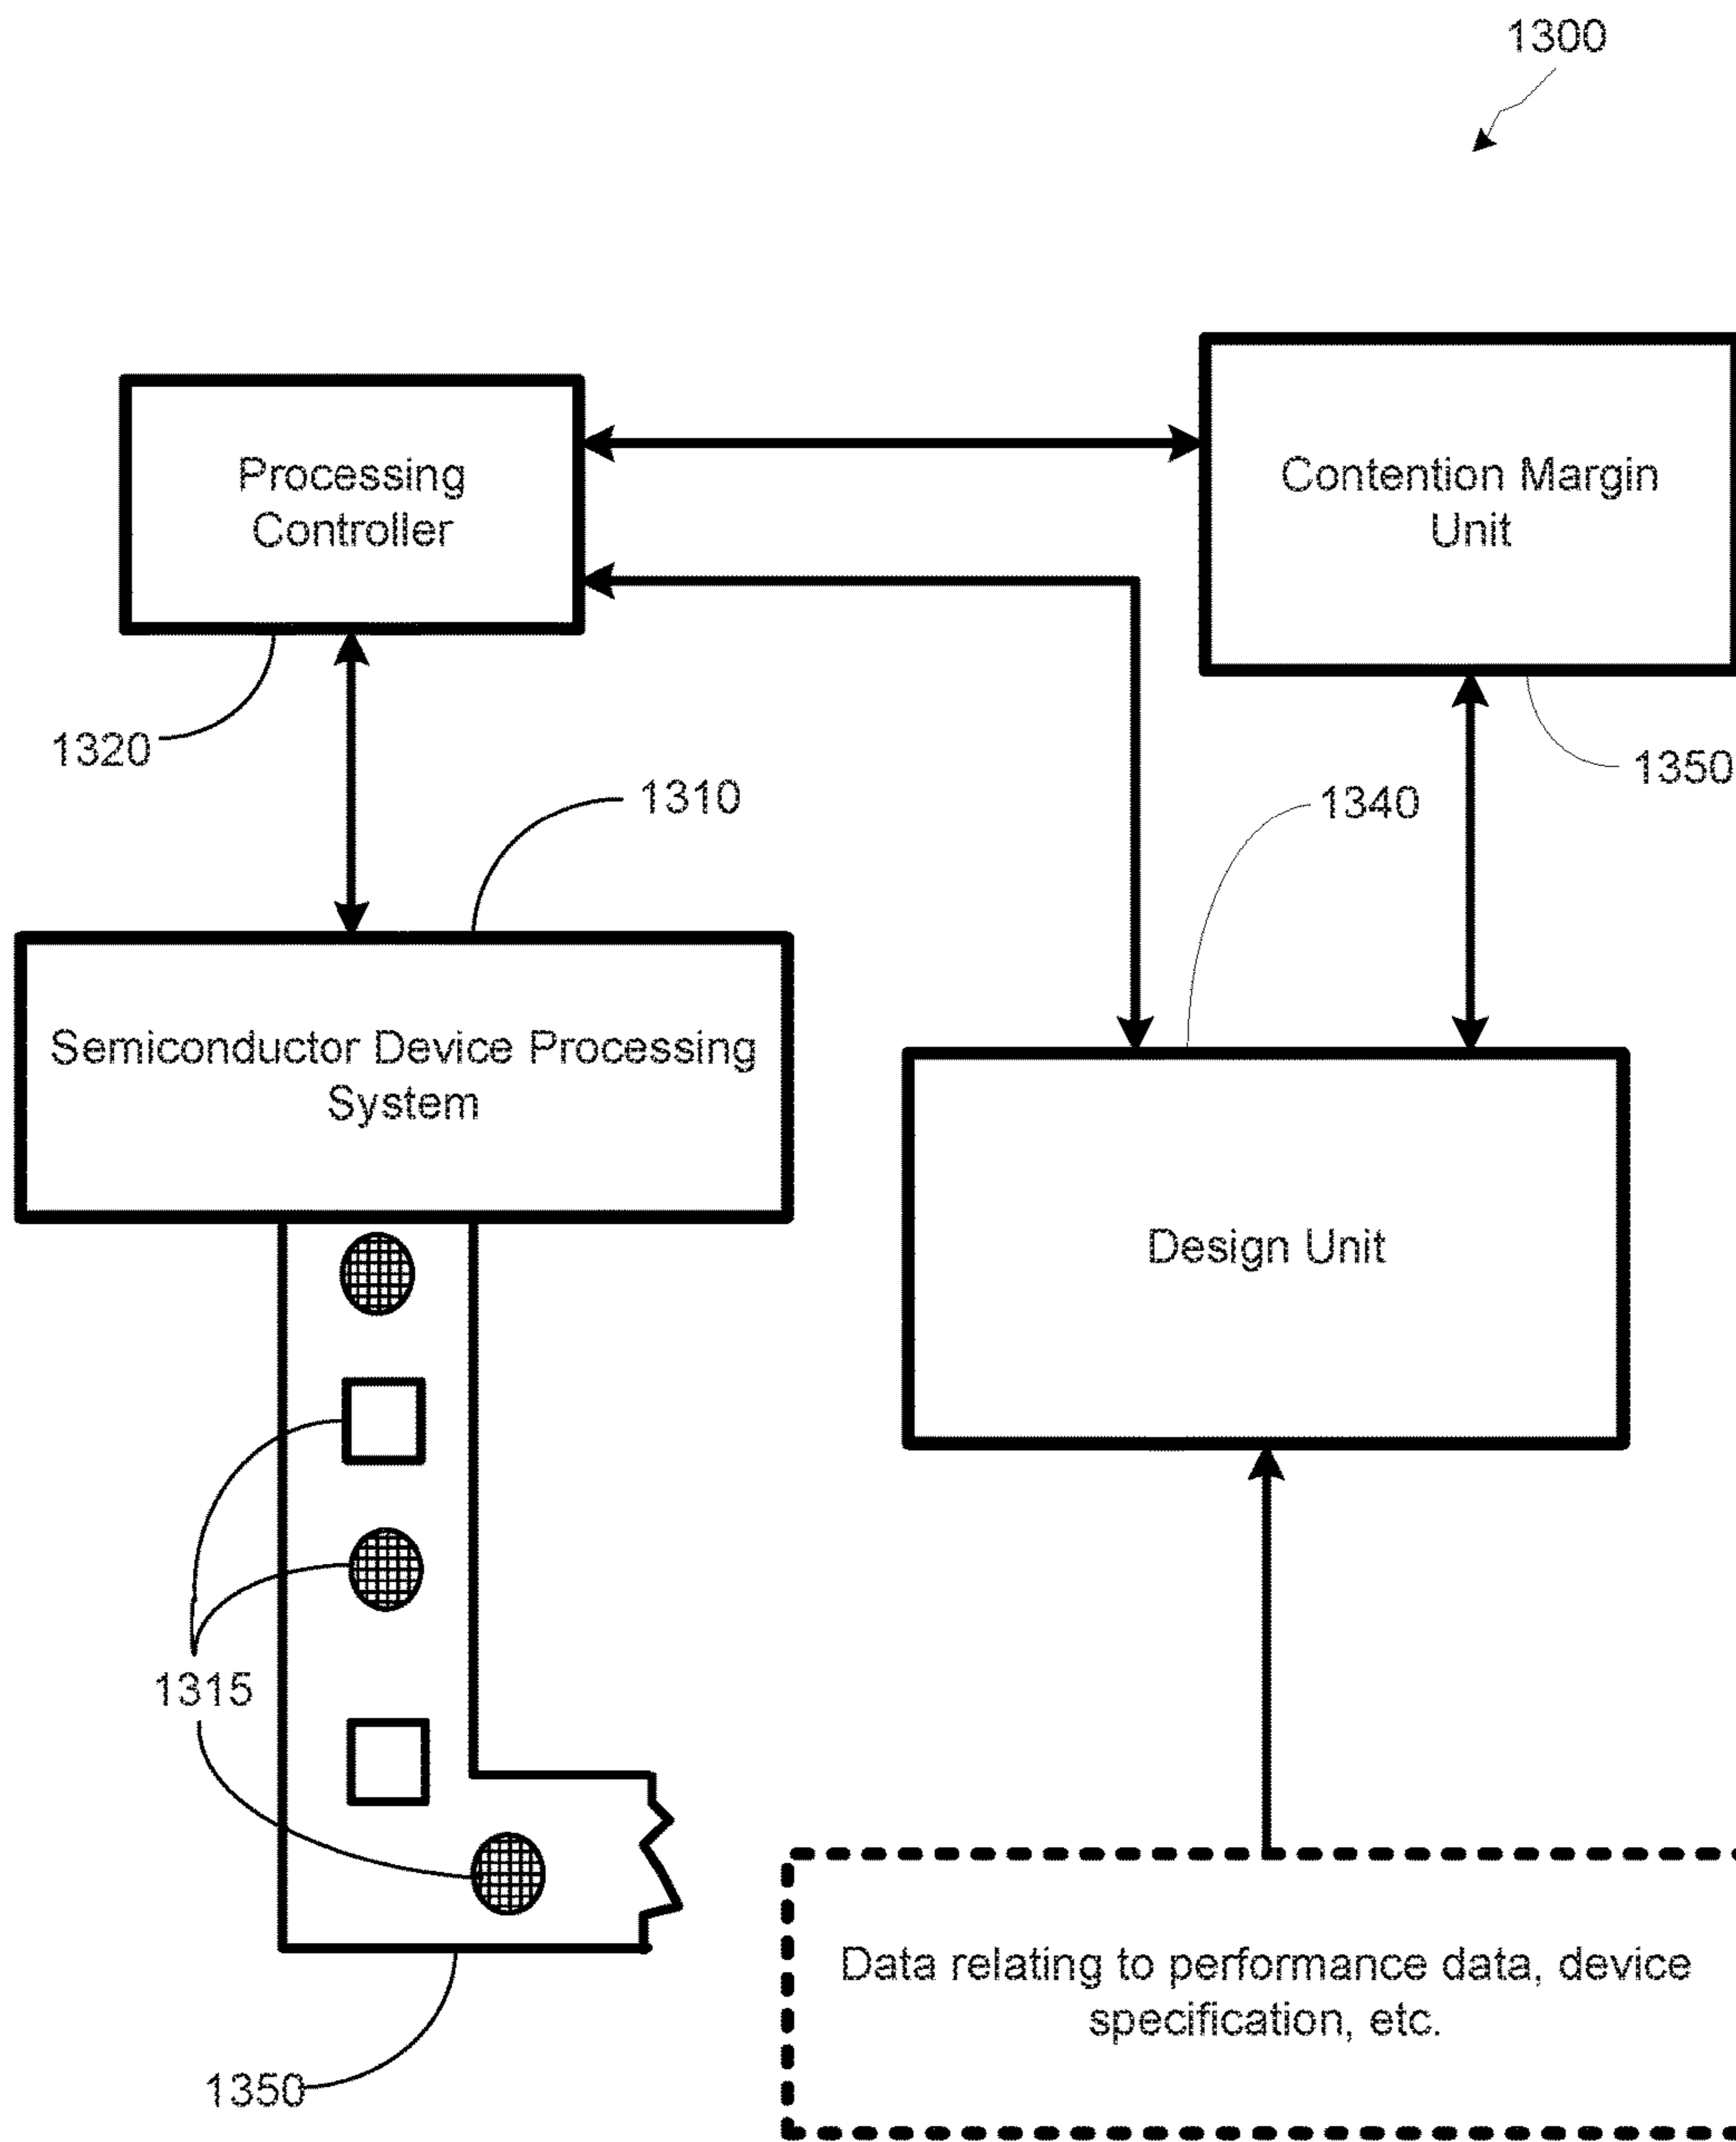 1300
Processing
Controller
Contention Margin
Unit
1320
1350
1310
1340
Semiconductor Device Processing
System
Design Unit
1315
Data relating to performance data, device
specification, etc.
1350